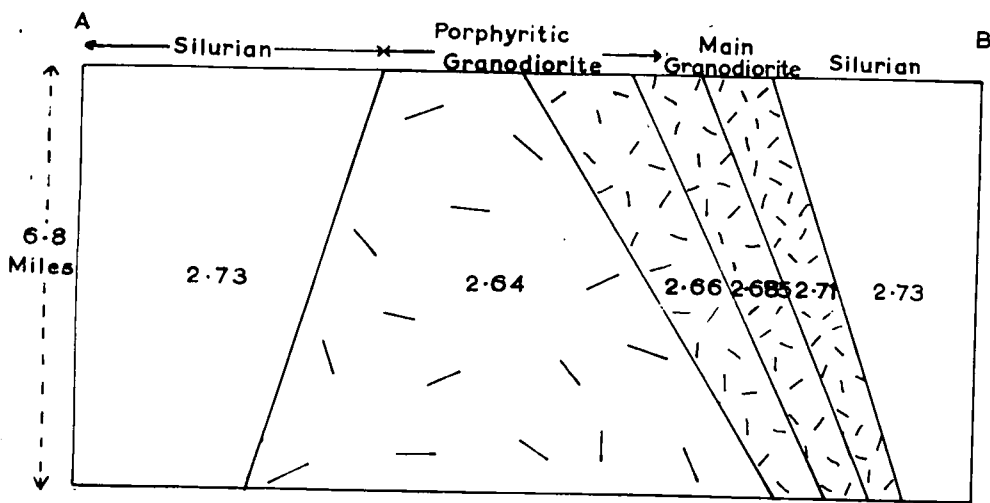 A
B
Silurian
Porphyritic
Granodiorite
Main
Granodiorite
Silurian
6.8
Miles
2.73
2.64
2.66
2.685
2.71
2.73